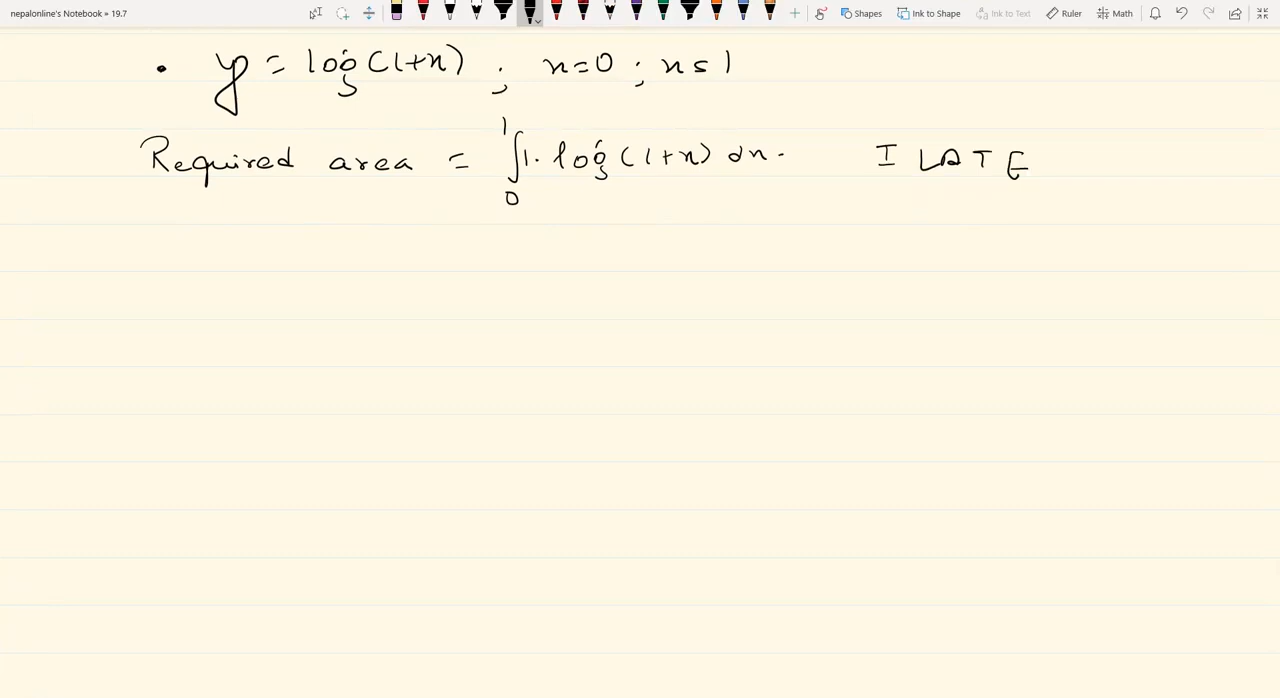 nepalonline's Notebook » 19.7 Shapes Ink to Shape Ink to Text Ruler Math
• y = log (1+x) ; x=0 ; x=1
Required area = ∫₀¹ 1. log (1+x) dx. I LATE